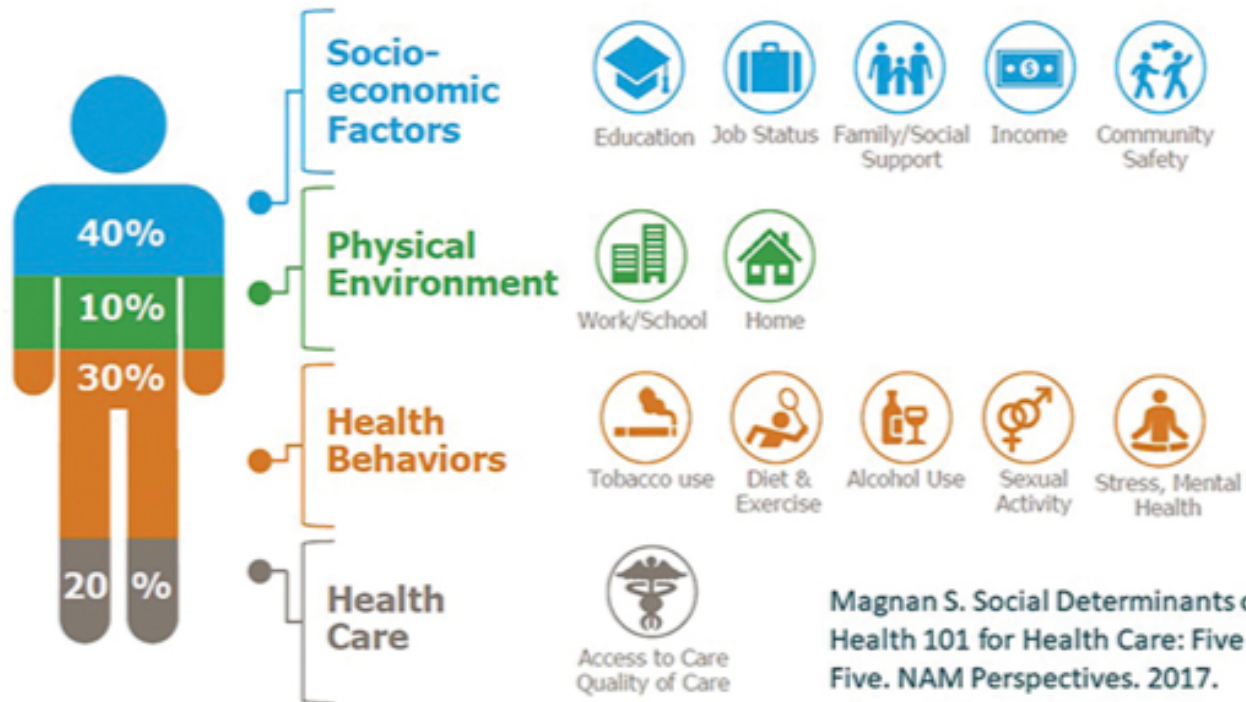 Socio-
economic
Factors
Education
Job Status
Family/Social
Support
Income
Community
Safety
40%
Physical
Environment
10%
Work/School
Home
30%
Health
Behaviors
Tobacco use
Diet &
Exercise
Alcohol Use
Sexual
Activity
Stress, Mental
Health
20 %
Health
Care
Access to Care
Quality of Care
Magnan S. Social Determinants
Health 101 for Health Care: Five
Five. NAM Perspectives. 2017.